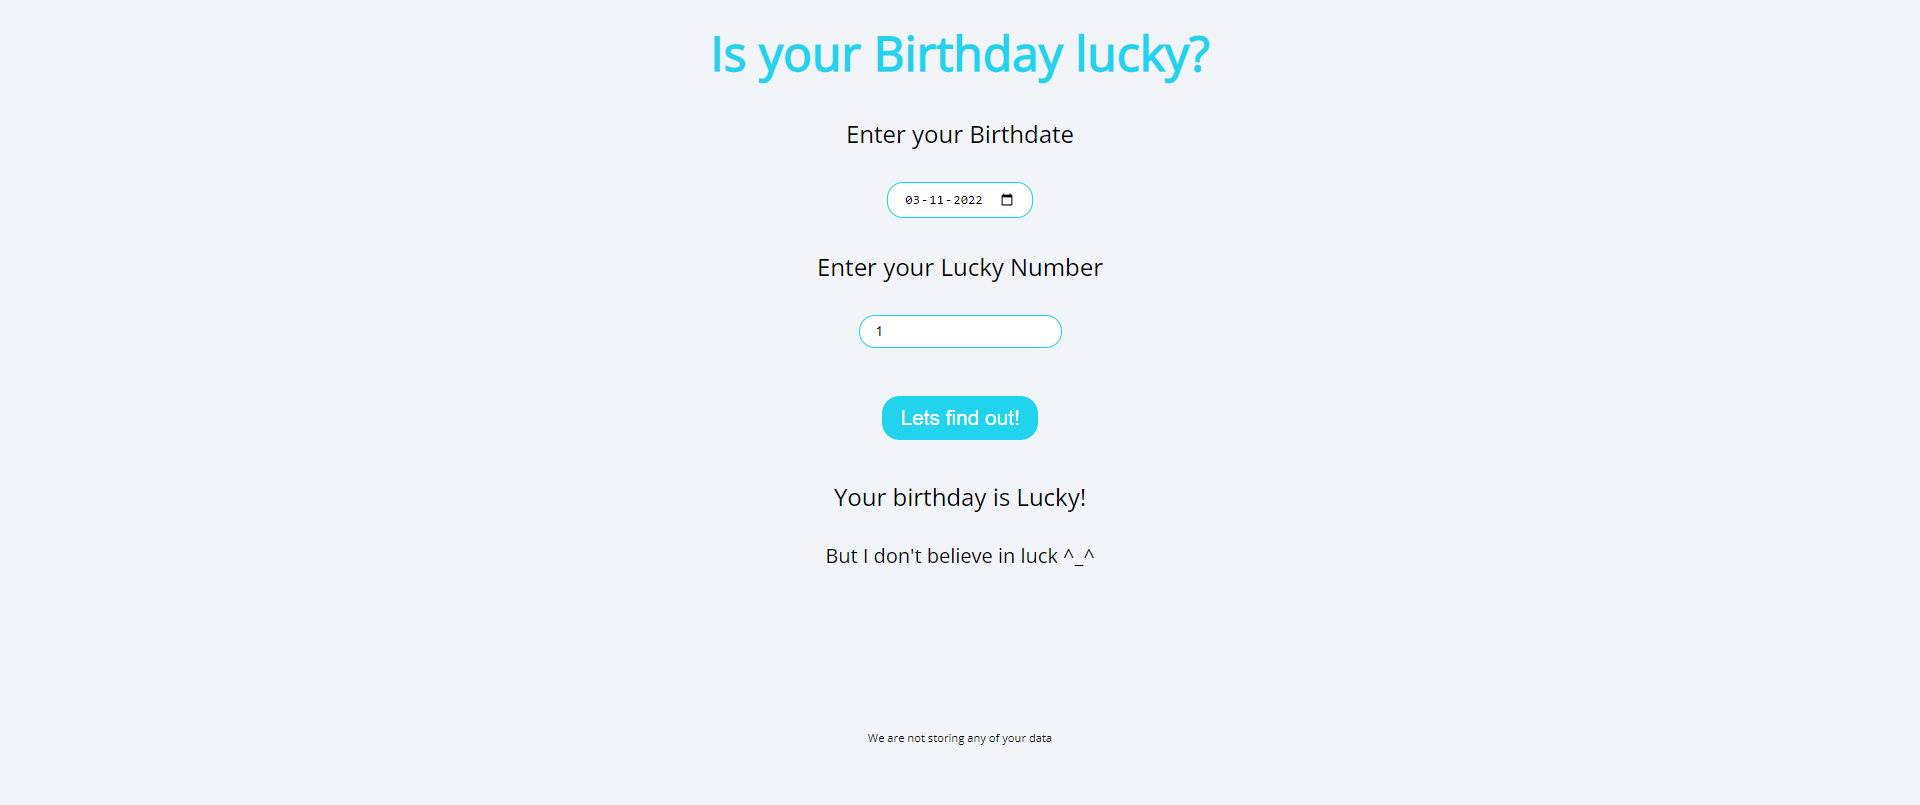 Is your Birthday lucky?
Enter your Birthdate
03-11-2022
Enter your Lucky Number
1
Lets find out!
Your birthday is Lucky!
But I don't believe in luck ^_^
We are not storing any of your data